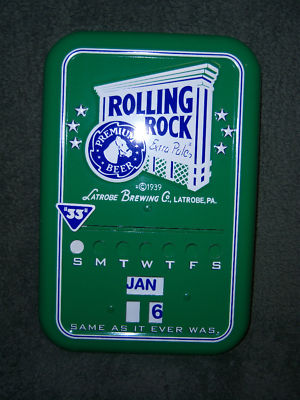 ROLLING
ROCK
Extra Pale
PREMIUM
BEER
©1939
LATROBE BREWING CO. LATROBE, PA.
"33"
S M T W T F S
JAN
6
SAME AS IT EVER WAS.